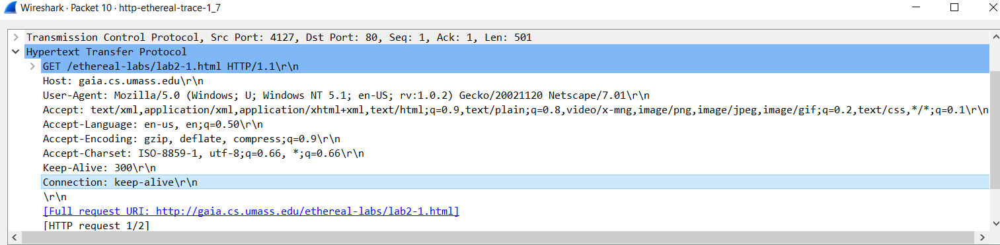 Wireshark · Packet 10 · http-ethereal-trace-1_7
Transmission Control Protocol, Src Port: 4127, Dst Port: 80, Seq: 1, Ack: 1, Len: 501
Hypertext Transfer Protocol
GET /ethereal-labs/lab2-1.html HTTP/1.1\r\n
Host: gaia.cs.umass.edu\r\n
User-Agent: Mozilla/5.0 (Windows; U; Windows NT 5.1; en-US; rv:1.0.2) Gecko/20021120 Netscape/7.01\r\n
Accept: text/xml,application/xml,application/xhtml+xml,text/html;q=0.9,text/plain;q=0.8,video/x-mng,image/png,image/jpeg,image/gif;q=0.2,text/css,*/*;q=0.1\r\n
Accept-Language: en-us, en;q=0.50\r\n
Accept-Encoding: gzip, deflate, compress;q=0.9\r\n
Accept-Charset: ISO-8859-1, utf-8;q=0.66, *;q=0.66\r\n
Keep-Alive: 300\r\n
Connection: keep-alive\r\n
\r\n
[Full request URI: http://gaia.cs.umass.edu/ethereal-labs/lab2-1.html]
[HTTP request 1/2]